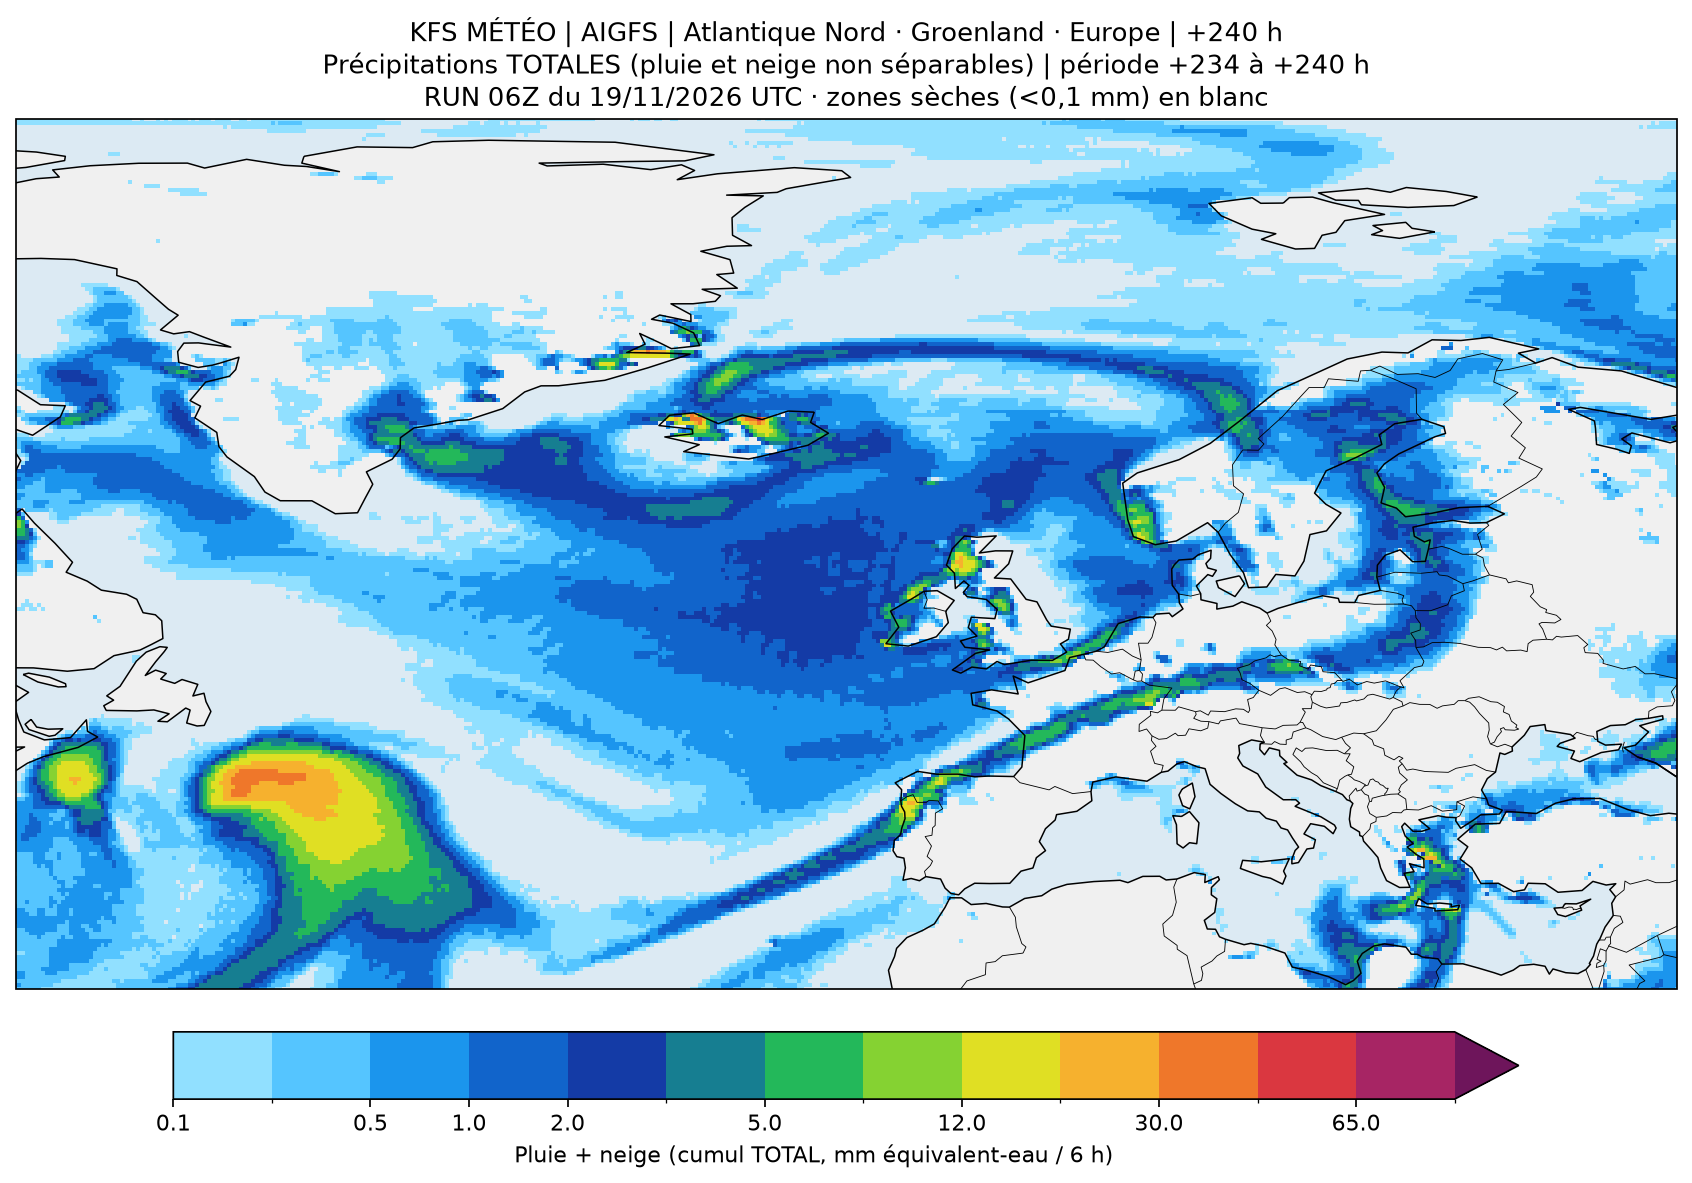 KFS MÉTÉO | AIGFS | Atlantique Nord · Groenland · Europe | +240 h
Précipitations TOTALES (pluie et neige non séparables) | période +234 à +240 h
RUN 06Z du 19/11/2026 UTC · zones sèches (<0,1 mm) en blanc
0.1 0.5 1.0 2.0 5.0 12.0 30.0 65.0
Pluie + neige (cumul TOTAL, mm équivalent-eau / 6 h)